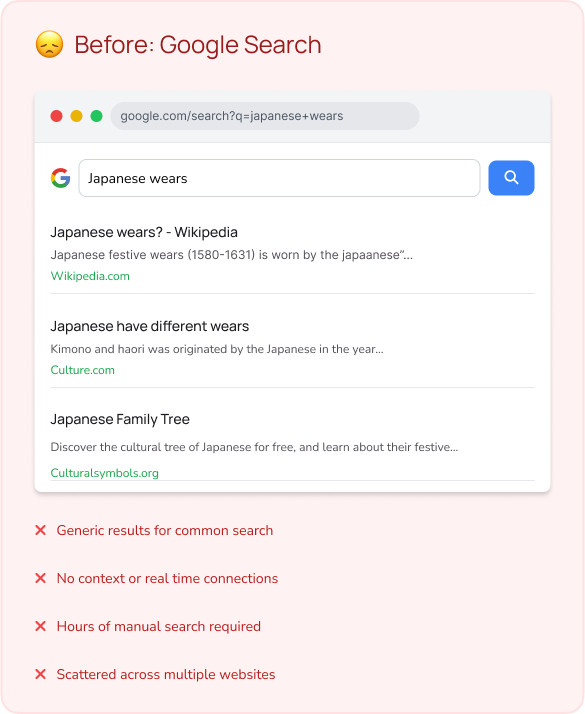 Before: Google Search
google.com/search?q=japanese+wears
Japanese wears
Japanese wears? - Wikipedia
Japanese festive wears (1580-1631) is worn by the japaanese”...
Wikipedia.com
Japanese have different wears
Kimono and haori was originated by the Japanese in the year...
Culture.com
Japanese Family Tree
Discover the cultural tree of Japanese for free, and learn about their festive...
Culturalsymbols.org
Generic results for common search
No context or real time connections
Hours of manual search required
Scattered across multiple websites